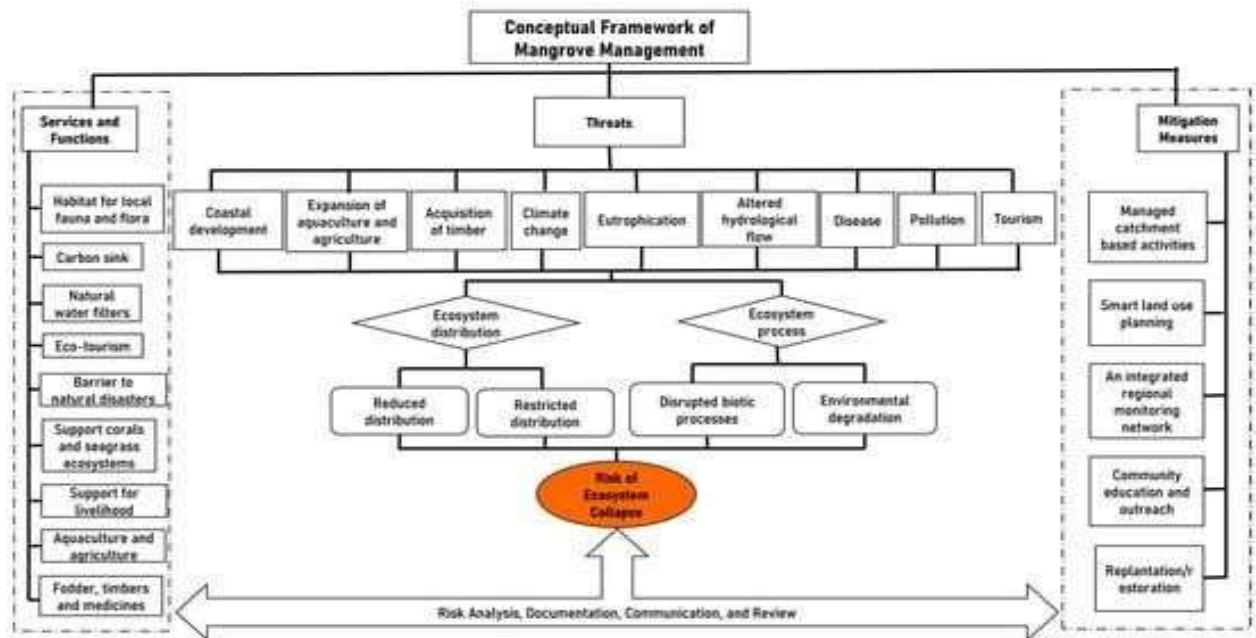 Conceptual Framework of
Mangrove Management
Services and
Functions
Habitat for local
fauna and flora
Carbon sink
Natural
water filters
Eco-tourism
Barrier to
natural disasters
Support corals
and seagrass
ecosystems
Support for
livelihood
Aquaculture and
agriculture
Fodder, timbers
and medicines
Threats
Coastal
development
Expansion of
aquaculture and
agriculture
Acquisition
of timber
Climate
change
Eutrophication
Altered
hydrological
flow
Disease
Pollution
Tourism
Ecosystem
distribution
Ecosystem
process
Reduced
distribution
Restricted
distribution
Disrupted biotic
processes
Environmental
degradation
Risk of
Ecosystem
Collapse
Risk Analysis, Documentation, Communication, and Review
Mitigation
Measures
Managed
catchment
based activities
Smart land use
planning
An integrated
regional
monitoring
network
Community
education and
outreach
Replantation/r
estoration